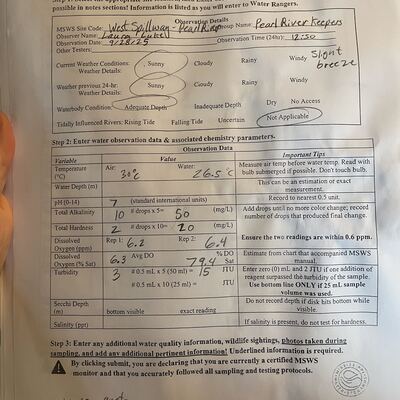 possible in notes sections! Information is listed as you will enter to Water Rangers.
Observation Details
MSWS Site Code: West Spillway - Pearl River Group Name: Pearl River Keepers
Observer Name: Laura
Observation Date: 9/28/25 Observation Time (24hr): 12:50
Other Testers:
Current Weather Conditions: Sunny Cloudy Rainy Windy Slight breeze
Weather Details:
Weather previous 24-hr: Sunny Cloudy Rainy Windy
Weather Details:
Waterbody Condition: Adequate Depth Inadequate Depth Dry No Access
Tidally Influenced Rivers: Rising Tide Falling Tide Uncertain Not Applicable
Step 2: Enter water observation data & associated chemistry parameters.
Observation Data
Variable Value Important Tips
Temperature (°C) Air: 30°c Water: 26.5°c Measure air temp before water temp. Read with bulb submerged if possible. Don't touch bulb.
Water Depth (m) This can be an estimation or exact measurement.
pH [0-14] 7 (standard international units) Record to nearest 0.5 unit.
Total Alkalinity 10 # drops x 5= 50 (mg/L) Add drops until no more color change; record number of drops that produced final change.
Total Hardness 2 # drops x 10= 20 (mg/L)
Dissolved Oxygen (ppm) Rep 1: 6.2 Rep 2: 6.4 Ensure the two readings are within 0.6 ppm.
Dissolved Oxygen (% Sat) 6.3 Avg DO 79.4 % DO Sat Estimate from chart that accompanied MSWS manual.
Turbidity 3 # 0.5 mL x 5 (50 ml) = 15 JTU Enter zero (0) mL and 2 JTU if one addition of reagent surpassed the turbidity of the sample.
# 0.5 mL x 10 (25 ml) = JTU Use bottom line ONLY if 25 mL sample volume was used.
Secchi Depth (m) bottom visible exact reading Do not record depth if disk hits bottom while visible.
Salinity (ppt) If salinity is present, do not test for hardness.
Step 3: Enter any additional water quality information, wildlife sightings, photos taken during
sampling, and add any additional pertinent information! Underlined information is required.
By clicking submit, you are declaring that you are currently a certified MSWS
monitor and that you accurately followed all sampling and testing protocols.